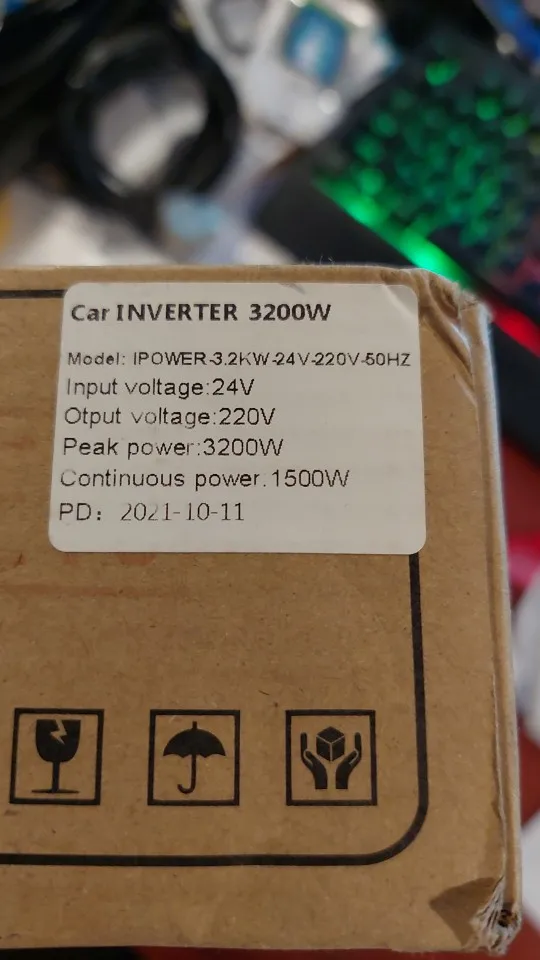 Car INVERTER 3200W
Model: IPOWER-3.2KW-24V-220V-50HZ
Input voltage:24V
Otput voltage:220V
Peak power:3200W
Continuous power.1500W
PD: 2021-10-11